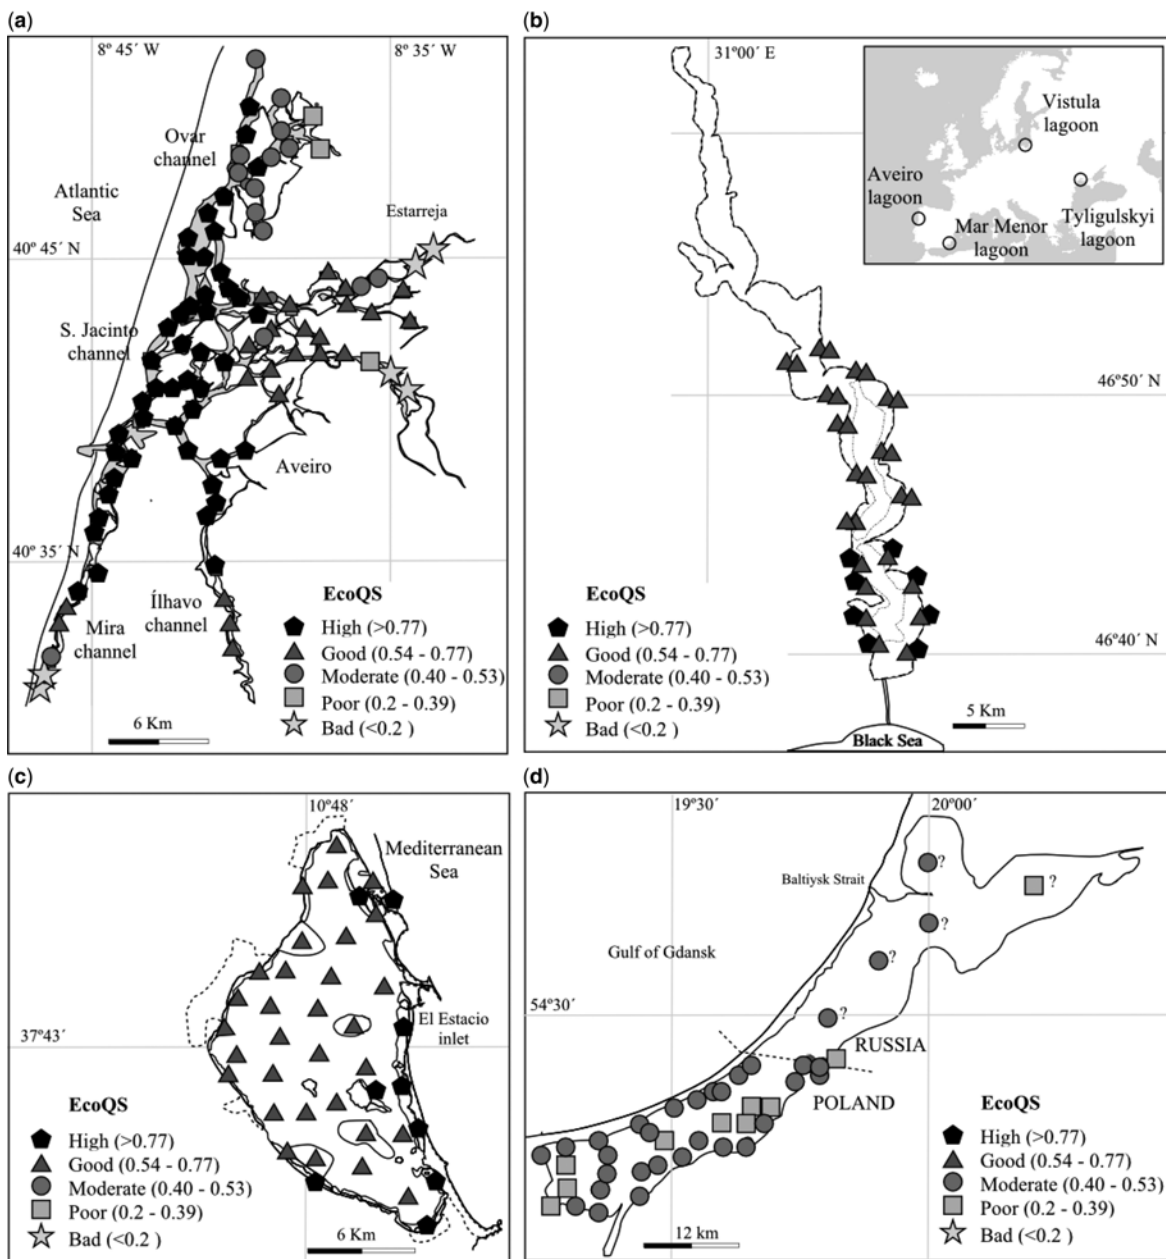 (a)
8° 45´ W
8° 35´ W
Ovar
channel
Atlantic
Sea
Estarreja
40° 45´ N
S. Jacinto
channel
Aveiro
40° 35´ N
Ílhavo
channel
Mira
channel
EcoQS
High (>0.77)
Good (0.54 - 0.77)
Moderate (0.40 - 0.53)
Poor (0.2 - 0.39)
Bad (<0.2 )
6 Km
(b)
31°00´ E
Vistula
lagoon
Aveiro
lagoon
Mar Menor
lagoon
Tyligulskyi
lagoon
46°50´ N
46°40´ N
EcoQS
High (>0.77)
Good (0.54 - 0.77)
Moderate (0.40 - 0.53)
Poor (0.2 - 0.39)
Bad (<0.2 )
5 Km
Black Sea
(c)
10°48´
Mediterranean
Sea
El Estacio
inlet
37°43´
EcoQS
High (>0.77)
Good (0.54 - 0.77)
Moderate (0.40 - 0.53)
Poor (0.2 - 0.39)
Bad (<0.2 )
6 Km
(d)
19°30´
20°00´
?
?
Baltiysk Strait
?
Gulf of Gdansk
?
54°30´
?
RUSSIA
POLAND
EcoQS
High (>0.77)
Good (0.54 - 0.77)
Moderate (0.40 - 0.53)
Poor (0.2 - 0.39)
Bad (<0.2 )
12 km